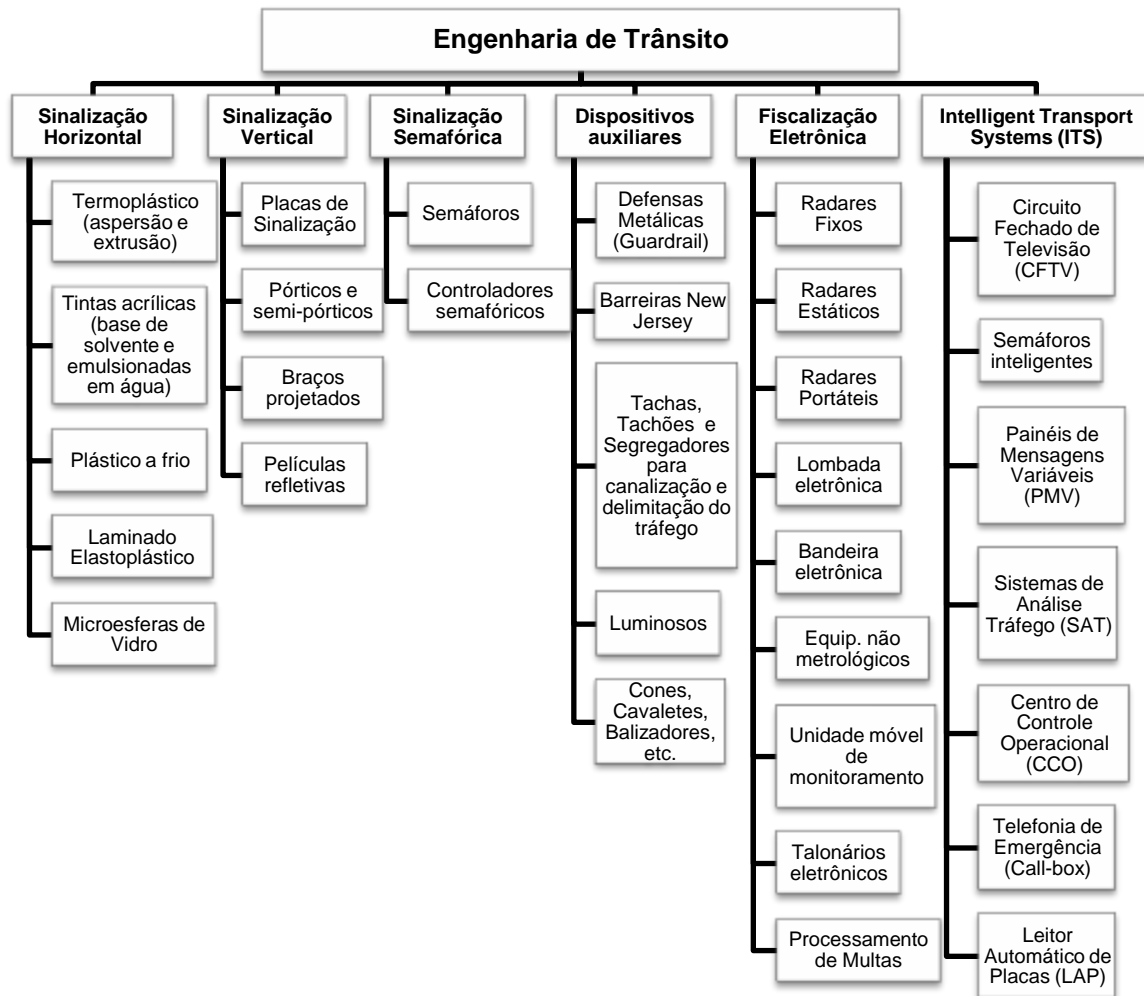 Engenharia de Trânsito
Sinalização
Horizontal
Termoplástico
(aspersão e
extrusão)
Tintas acrílicas
(base de
solvente e
emulsionadas
em água)
Plástico a frio
Laminado
Elastoplástico
Microesferas de
Vidro
Sinalização
Vertical
Placas de
Sinalização
Pórticos e
semi-pórticos
Braços
projetados
Películas
refletivas
Sinalização
Semafórica
Semáforos
Controladores
semafóricos
Dispositivos
auxiliares
Defensas
Metálicas
(Guardrail)
Barreiras New
Jersey
Tachas,
Tachões e
Segregadores
para
canalização e
delimitação do
tráfego
Luminosos
Cones,
Cavaletes,
Balizadores,
etc.
Fiscalização
Eletrônica
Radares
Fixos
Radares
Estáticos
Radares
Portáteis
Lombada
eletrônica
Bandeira
eletrônica
Equip. não
metrológicos
Unidade móvel
de
monitoramento
Talonários
eletrônicos
Processamento
de Multas
Intelligent Transport
Systems (ITS)
Circuito
Fechado de
Televisão
(CFTV)
Semáforos
inteligentes
Painéis de
Mensagens
Variáveis
(PMV)
Sistemas de
Análise
Tráfego (SAT)
Centro de
Controle
Operacional
(CCO)
Telefonia de
Emergência
(Call-box)
Leitor
Automático de
Placas (LAP)